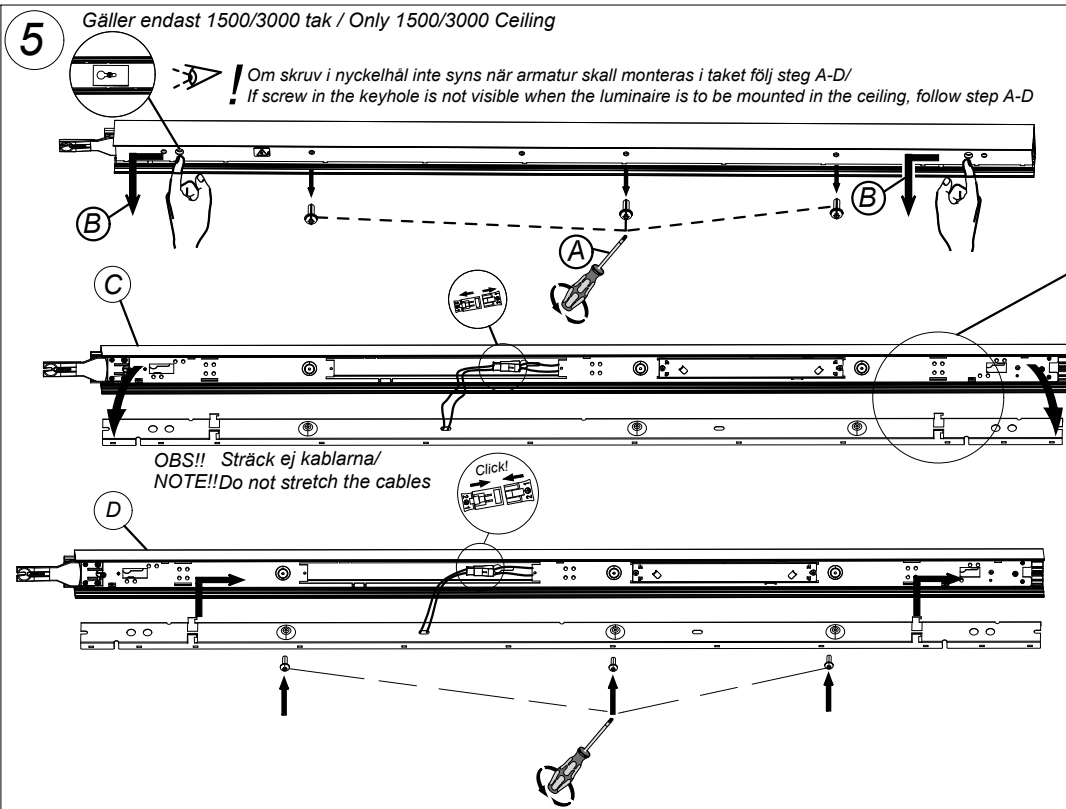 5
Gäller endast 1500/3000 tak / Only 1500/3000 Ceiling
! Om skruv i nyckelhål inte syns när armatur skall monteras i taket följ steg A-D/
If screw in the keyhole is not visible when the luminaire is to be mounted in the ceiling, follow step A-D
B
B
A
C
OBS!! Sträck ej kablarna/
NOTE!! Do not stretch the cables
Click!
D